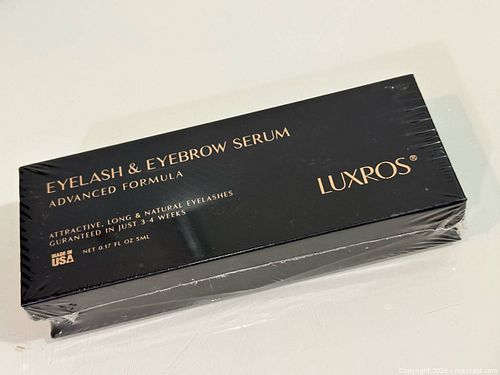 EYELASH & EYEBROW SERUM
ADVANCED FORMULA
LUXROS®
ATTRACTIVE, LONG & NATURAL EYELASHES
GURANTEED IN JUST 3-4 WEEKS
MADE IN
USA
NET 0.17 FL OZ 5ML
Copyright 2026 - maxsold.com